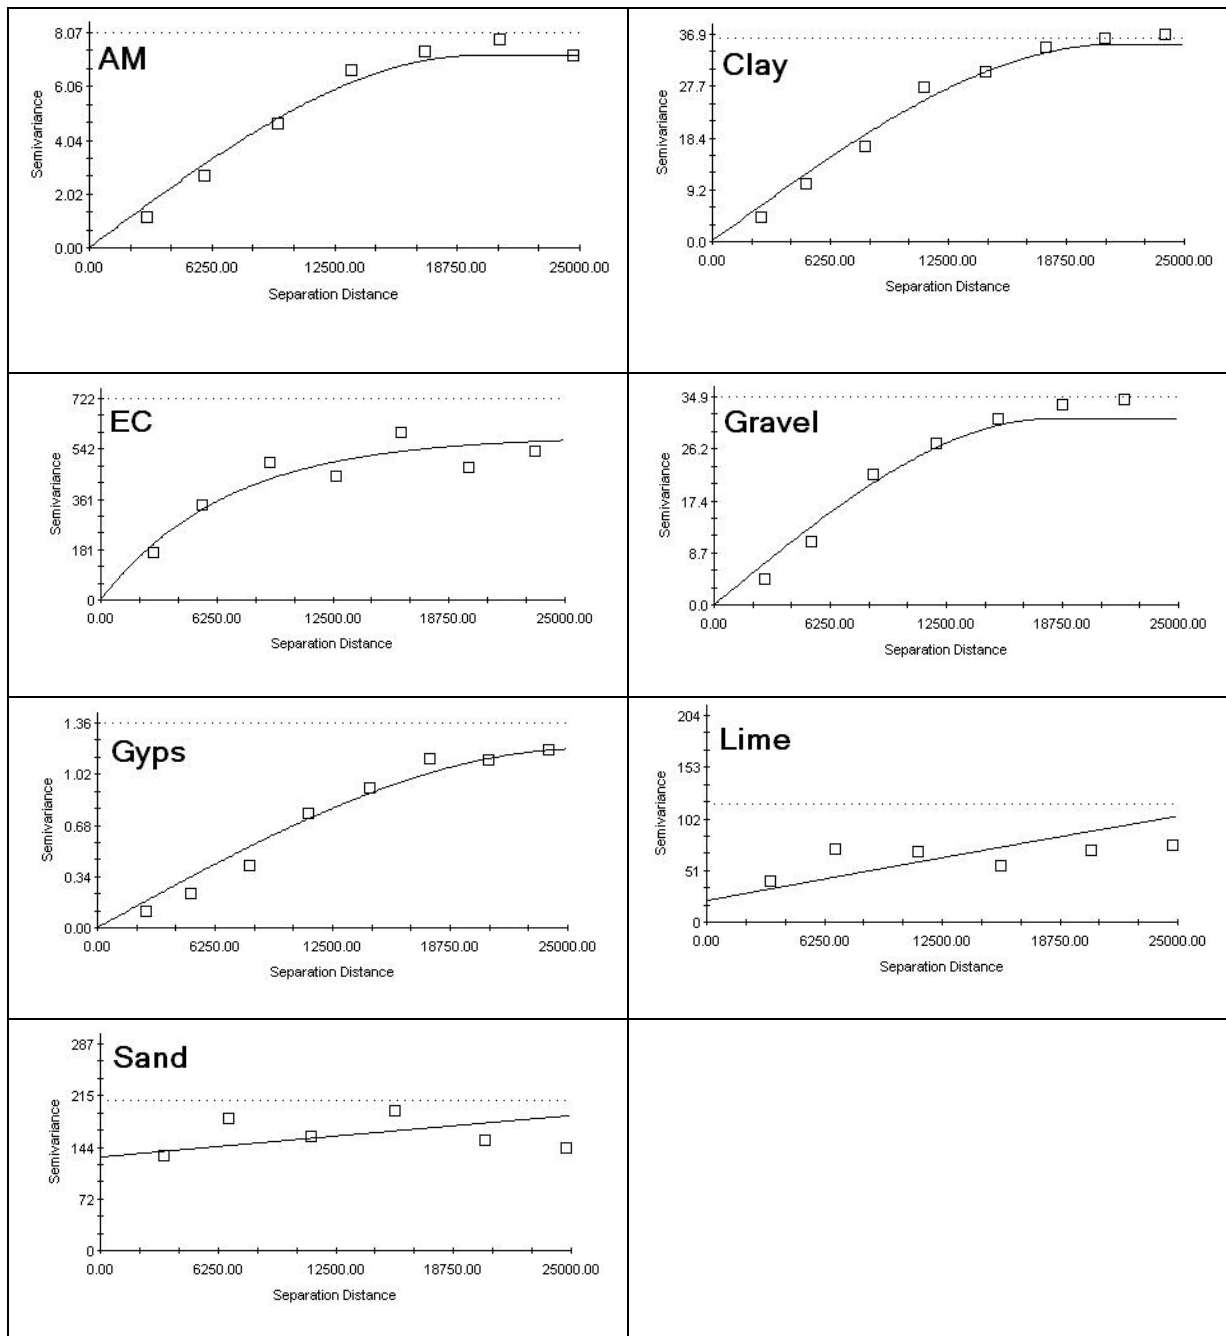 AM
Semivariance
8.07
6.06
4.04
2.02
0.00
0.00 6250.00 12500.00 18750.00 25000.00
Separation Distance
Clay
Semivariance
36.9
27.7
18.4
9.2
0.0
0.00 6250.00 12500.00 18750.00 25000.00
Separation Distance
EC
Semivariance
722
542
361
181
0
0.00 6250.00 12500.00 18750.00 25000.00
Separation Distance
Gravel
Semivariance
34.9
26.2
17.4
8.7
0.0
0.00 6250.00 12500.00 18750.00 25000.00
Separation Distance
Gyps
Semivariance
1.36
1.02
0.68
0.34
0.00
0.00 6250.00 12500.00 18750.00 25000.00
Separation Distance
Lime
Semivariance
204
153
102
51
0
0.00 6250.00 12500.00 18750.00 25000.00
Separation Distance
Sand
Semivariance
287
215
144
72
0
0.00 6250.00 12500.00 18750.00 25000.00
Separation Distance